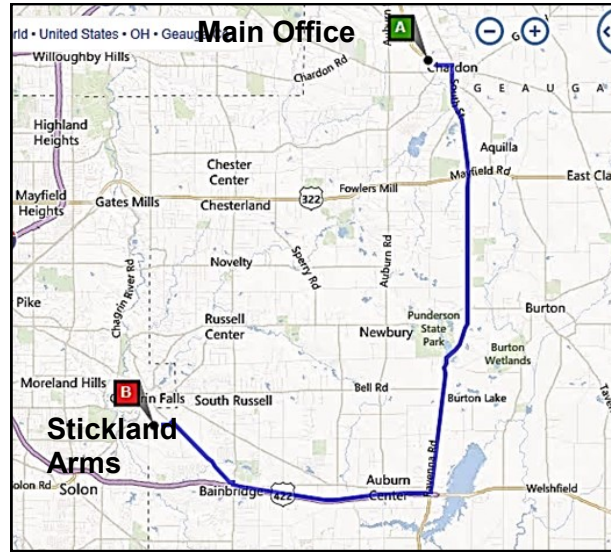 rld • United States • OH • Geauga
Main Office
A
Auburn
G
Willoughby Hills
Chardon Rd
Chardon
South St
G E A U G A
Highland
Heights
Aquilla
Chester
Center
Mayfield Rd
East Cla
Mayfield
Heights
Gates Mills
Chesterland
322
Fowlers Mill
Sperry Rd
Auburn Rd
Novelty
Chagrin River Rd
Pike
Russell
Center
Newbury
Punderson
State
Park
Burton
Burton
Wetlands
Moreland Hills
B
Falls
South Russell
Bell Rd
Burton Lake
Stickland
Arms
Ravenna Rd
olon Rd
Solon
Bainbridge
422
Auburn
Center
Welshfield